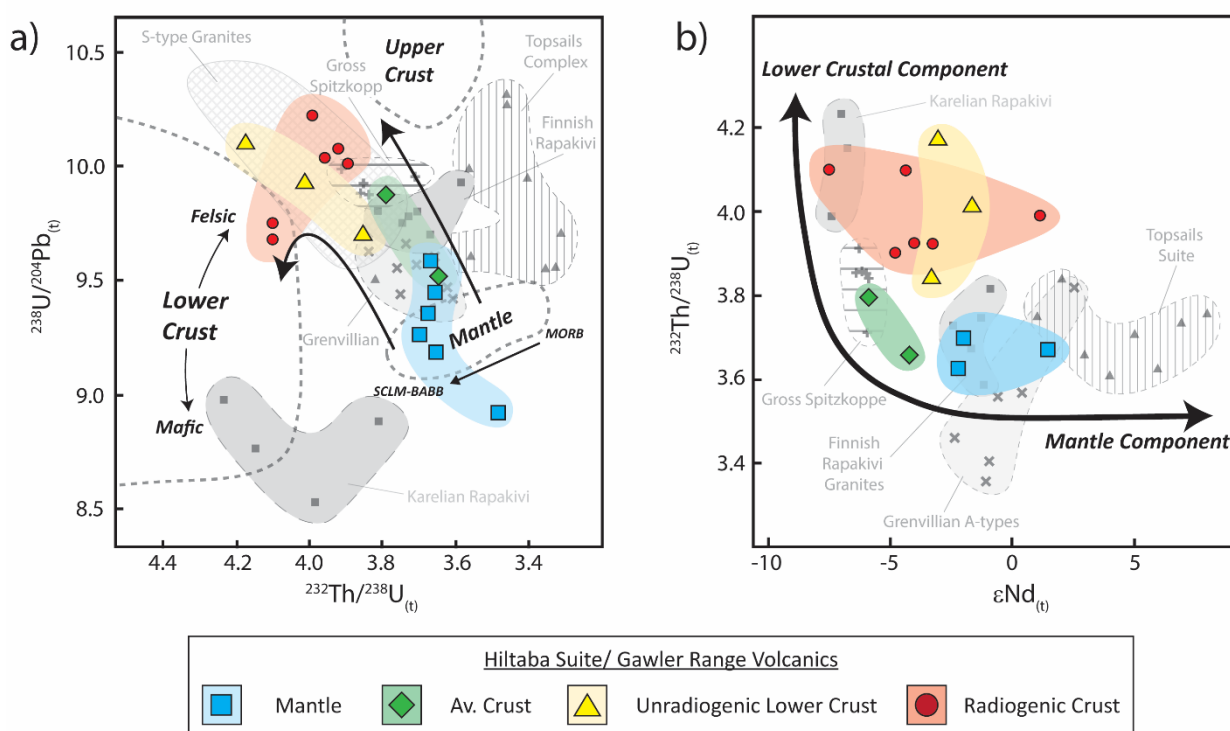 a)
S-type Granites
Gross
Spitzkopp
Upper
Crust
Topsails
Complex
Finnish
Rapakivi
Felsic
Lower
Crust
Mafic
Grenvillian
Mantle
MORB
SCLM-BABB
Karelian Rapakivi
10.5
10.0
9.5
9.0
8.5
238U/204Pb(t)
4.4
4.2
4.0
3.8
3.6
3.4
232Th/238U(t)
b)
Lower Crustal Component
Karelian Rapakivi
Topsails
Suite
Gross Spitzkoppe
Mantle Component
Finnish
Rapakivi
Granites
Grenvillian A-types
4.2
4.0
3.8
3.6
3.4
232Th/238U(t)
-10
-5
0
5
εNd(t)
Hiltaba Suite/ Gawler Range Volcanics
Mantle
Av. Crust
Unradiogenic Lower Crust
Radiogenic Crust